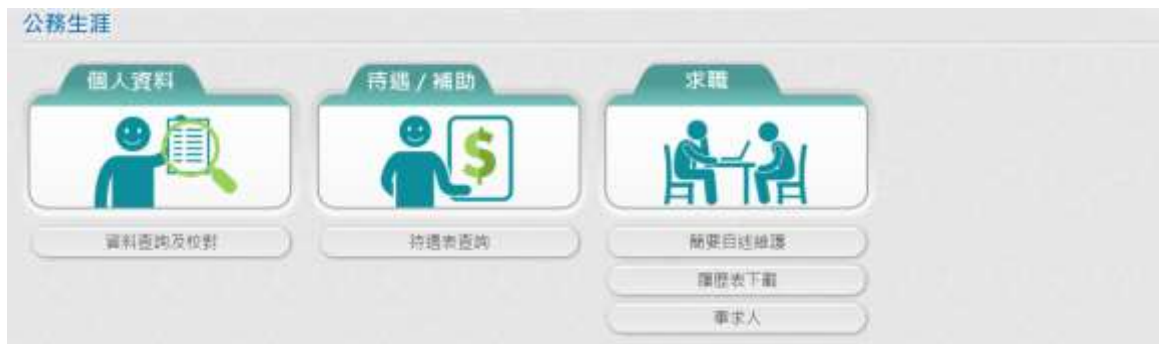 公務生涯
個人資料
待遇 / 補助
求職
$
資料查詢及校對
待遇表查詢
簡要自述維護
履歷表下載
事求人